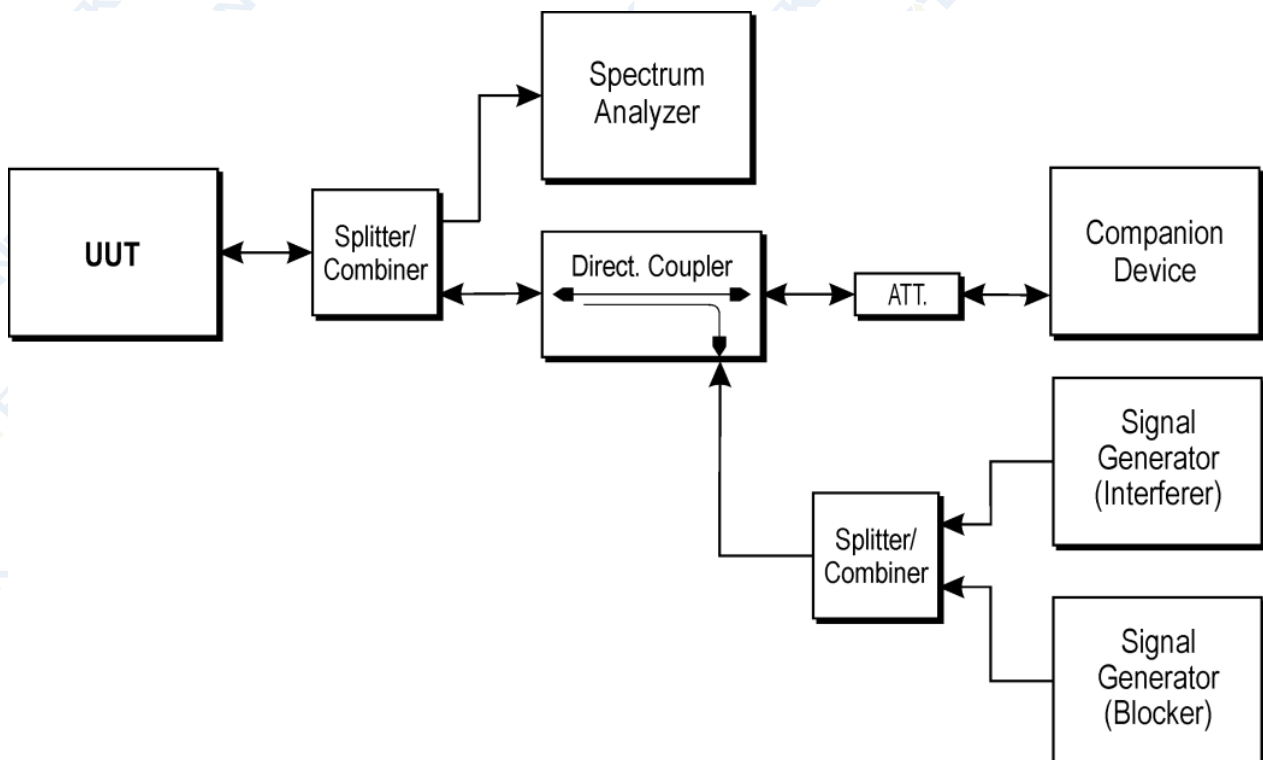 Spectrum
Analyzer
UUT
Splitter/
Combiner
Direct. Coupler
ATT.
Companion
Device
Signal
Generator
(Interferer)
Splitter/
Combiner
Signal
Generator
(Blocker)